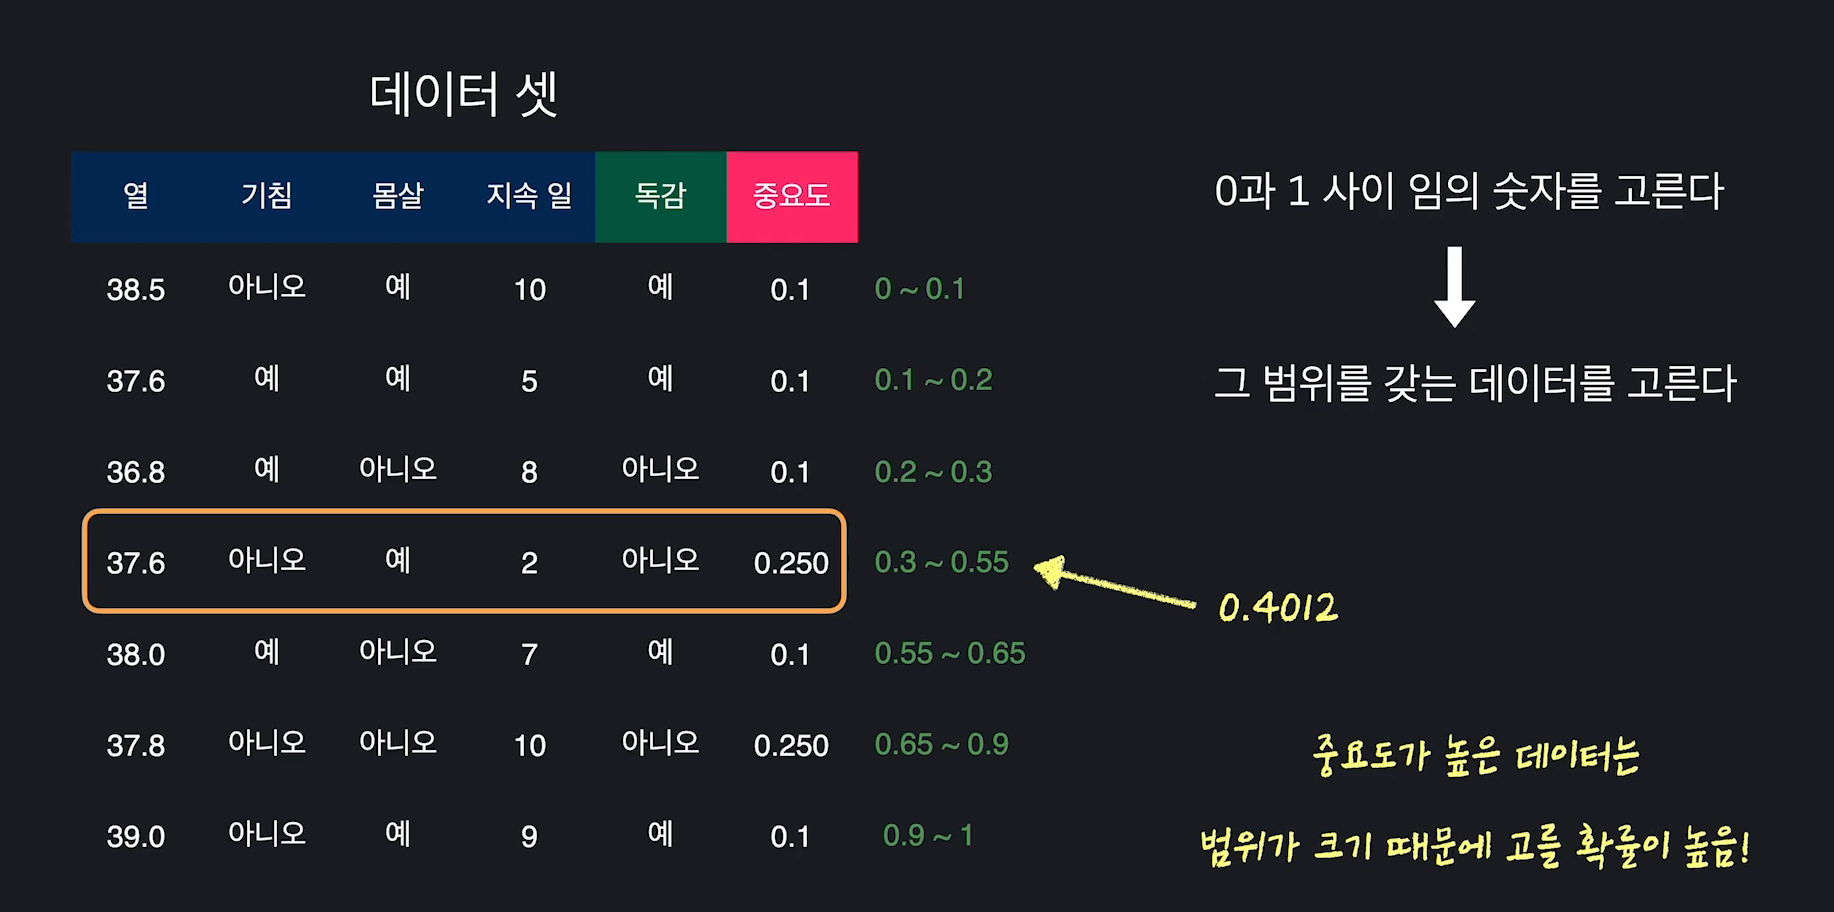 데이터 셋
열 기침 몸살 지속 일 독감 중요도
38.5 아니오 예 10 예 0.1 0 ~ 0.1
37.6 예 예 5 예 0.1 0.1 ~ 0.2
36.8 예 아니오 8 아니오 0.1 0.2 ~ 0.3
37.6 아니오 예 2 아니오 0.250 0.3 ~ 0.55
38.0 예 아니오 7 예 0.1 0.55 ~ 0.65
37.8 아니오 아니오 10 아니오 0.250 0.65 ~ 0.9
39.0 아니오 예 9 예 0.1 0.9 ~ 1
0과 1 사이 임의 숫자를 고른다
그 범위를 갖는 데이터를 고른다
0.4012
중요도가 높은 데이터는
범위가 크기 때문에 고를 확률이 높음!